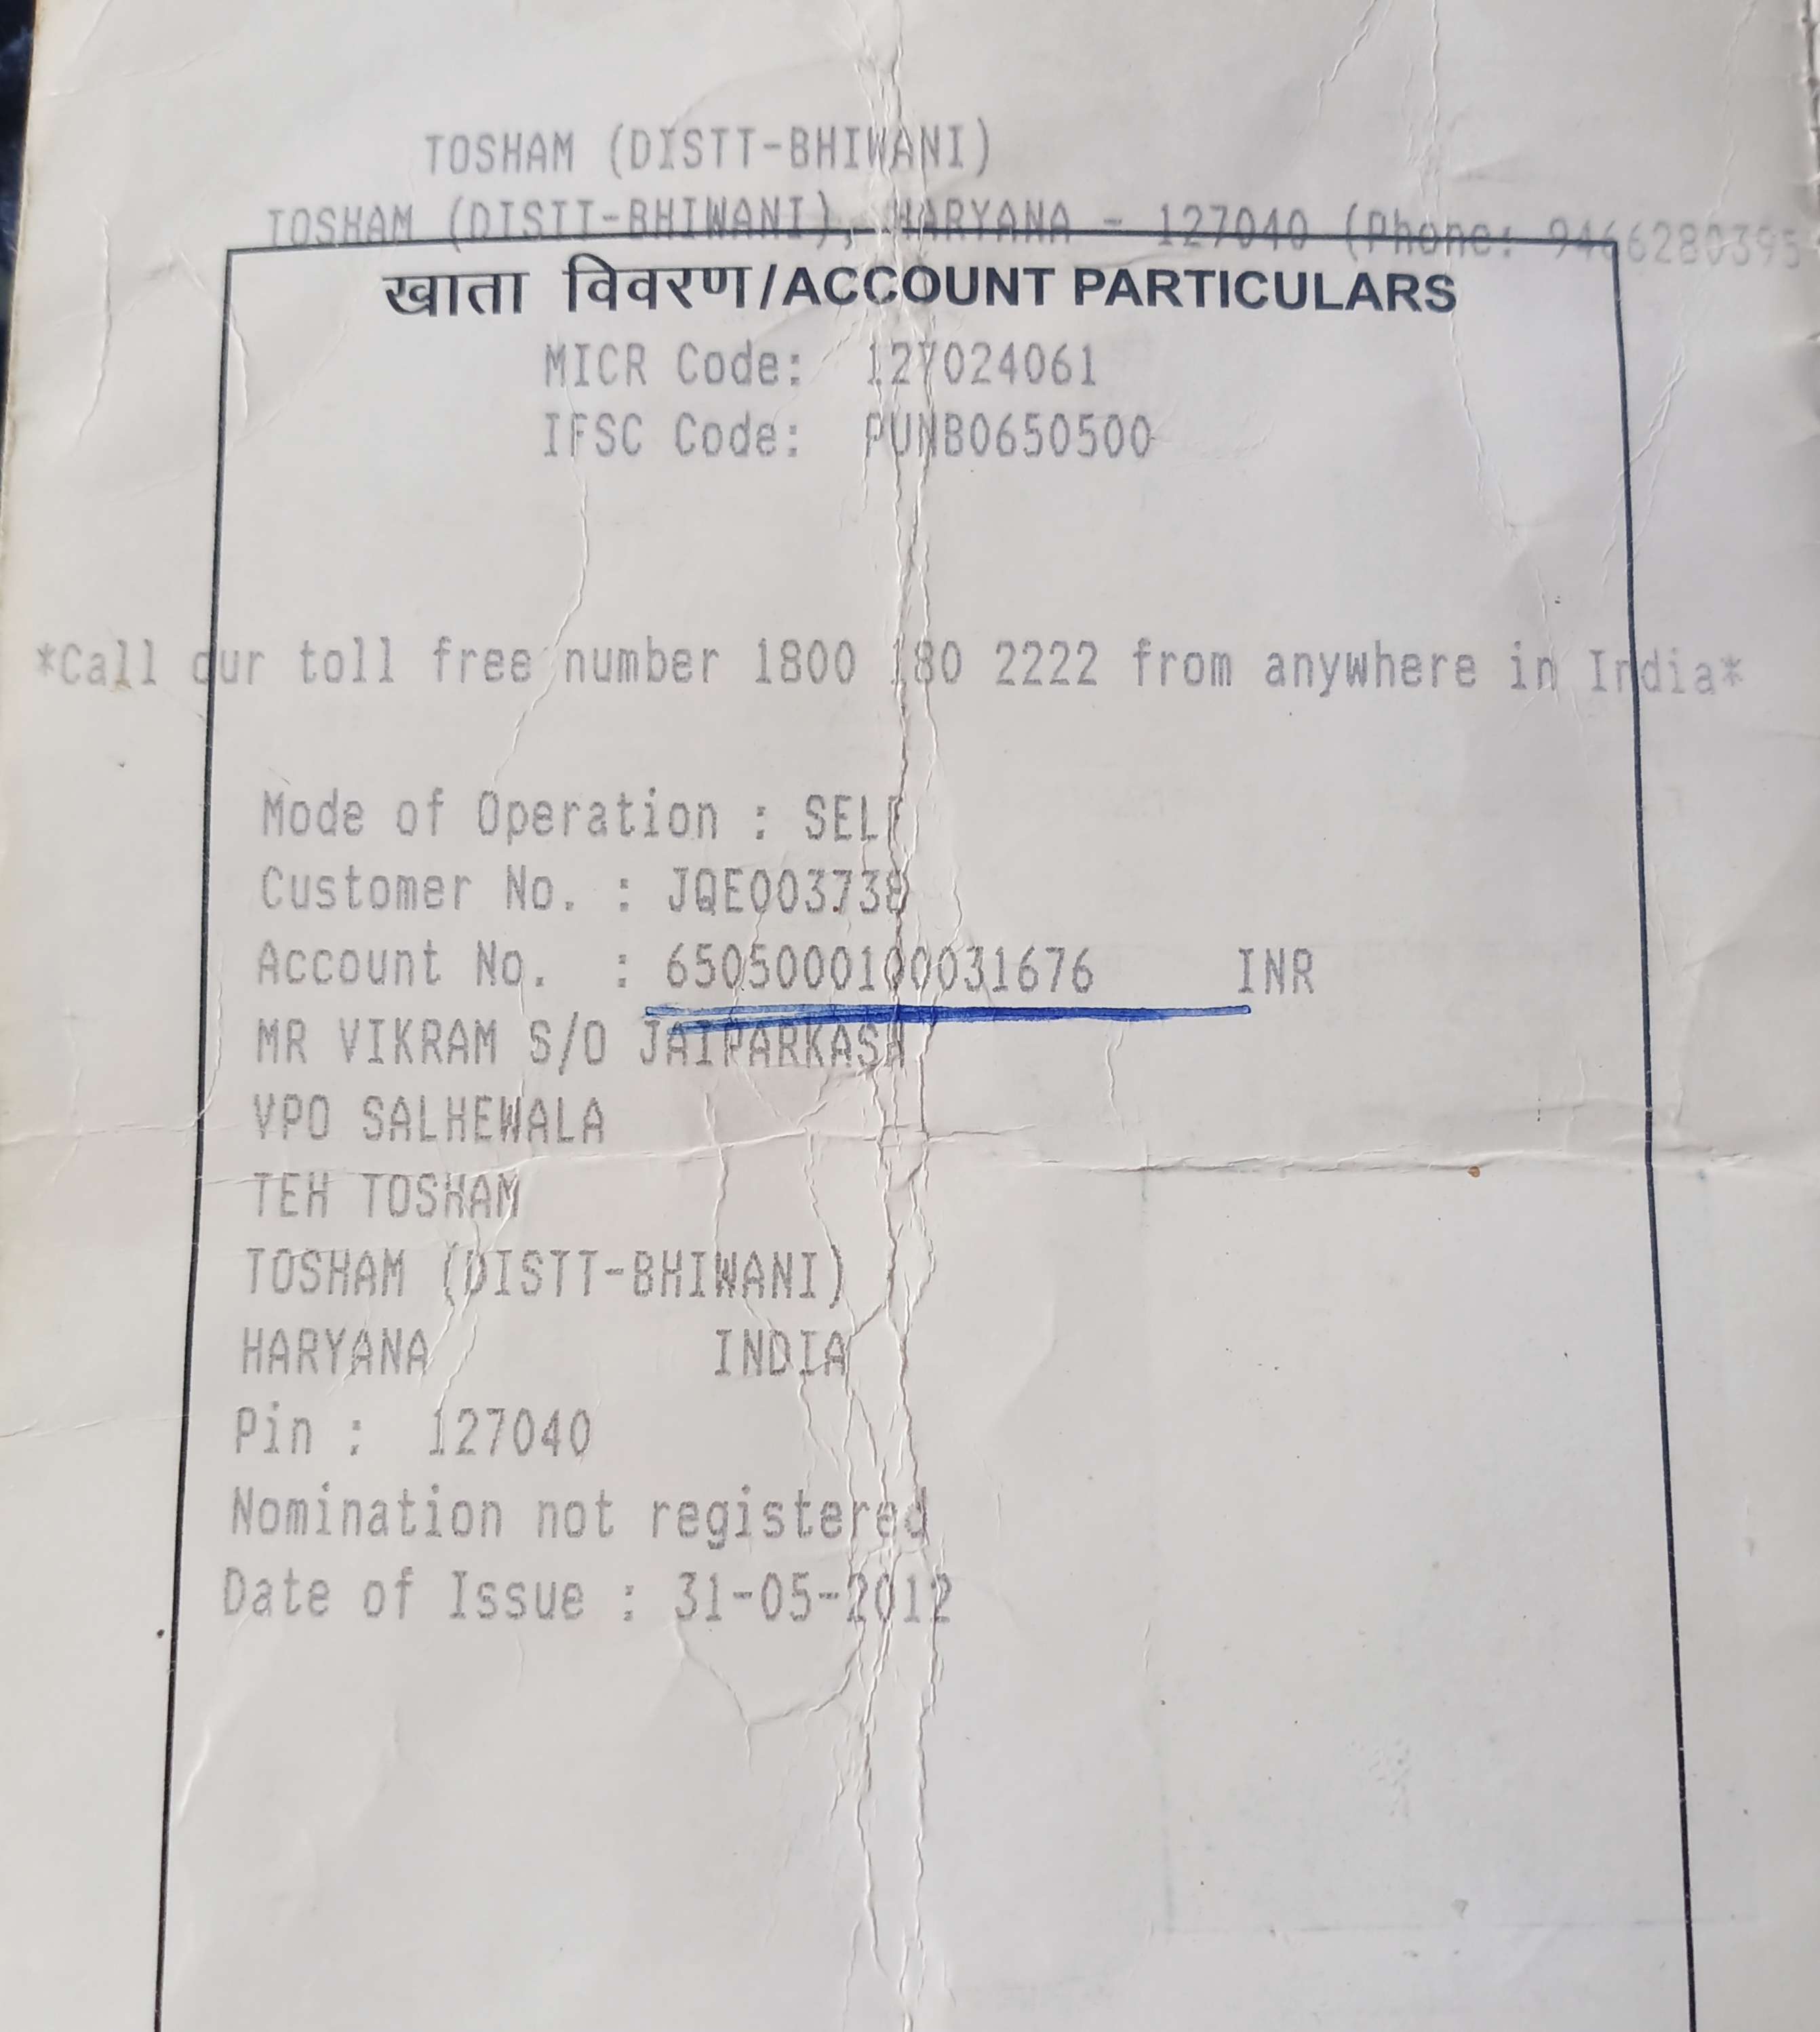 TOSHAM (DISTT-BHIWANI)
TOSHAM (DISTT-BHIWANI), HARYANA - 127040 (Phone: 9466280395
खाता विवरण/ACCOUNT PARTICULARS
MICR Code: 127024061
IFSC Code: PUNB0650500
*Call our toll free number 1800 180 2222 from anywhere in India*
Mode of Operation : SELF
Customer No. : JQE003738
Account No. : 6505000100031676 INR
MR VIKRAM S/O JAIPARKASH
VPO SALHEWALA
TEH TOSHAM
TOSHAM (DISTT-BHIWANI)
HARYANA INDIA
Pin : 127040
Nomination not registered
Date of Issue : 31-05-2012